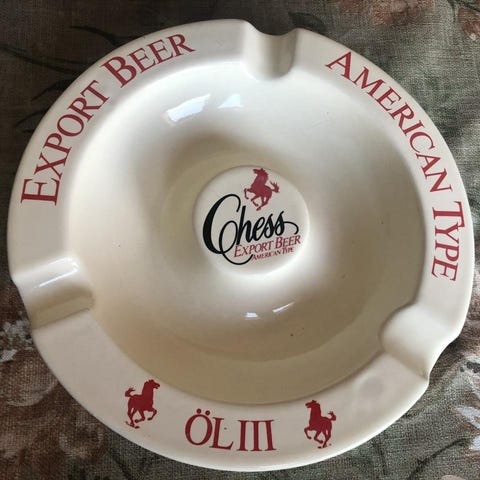 EXPORT BEER
AMERICAN TYPE
Chess
EXPORT BEER
AMERICAN TYPE
ÖL III